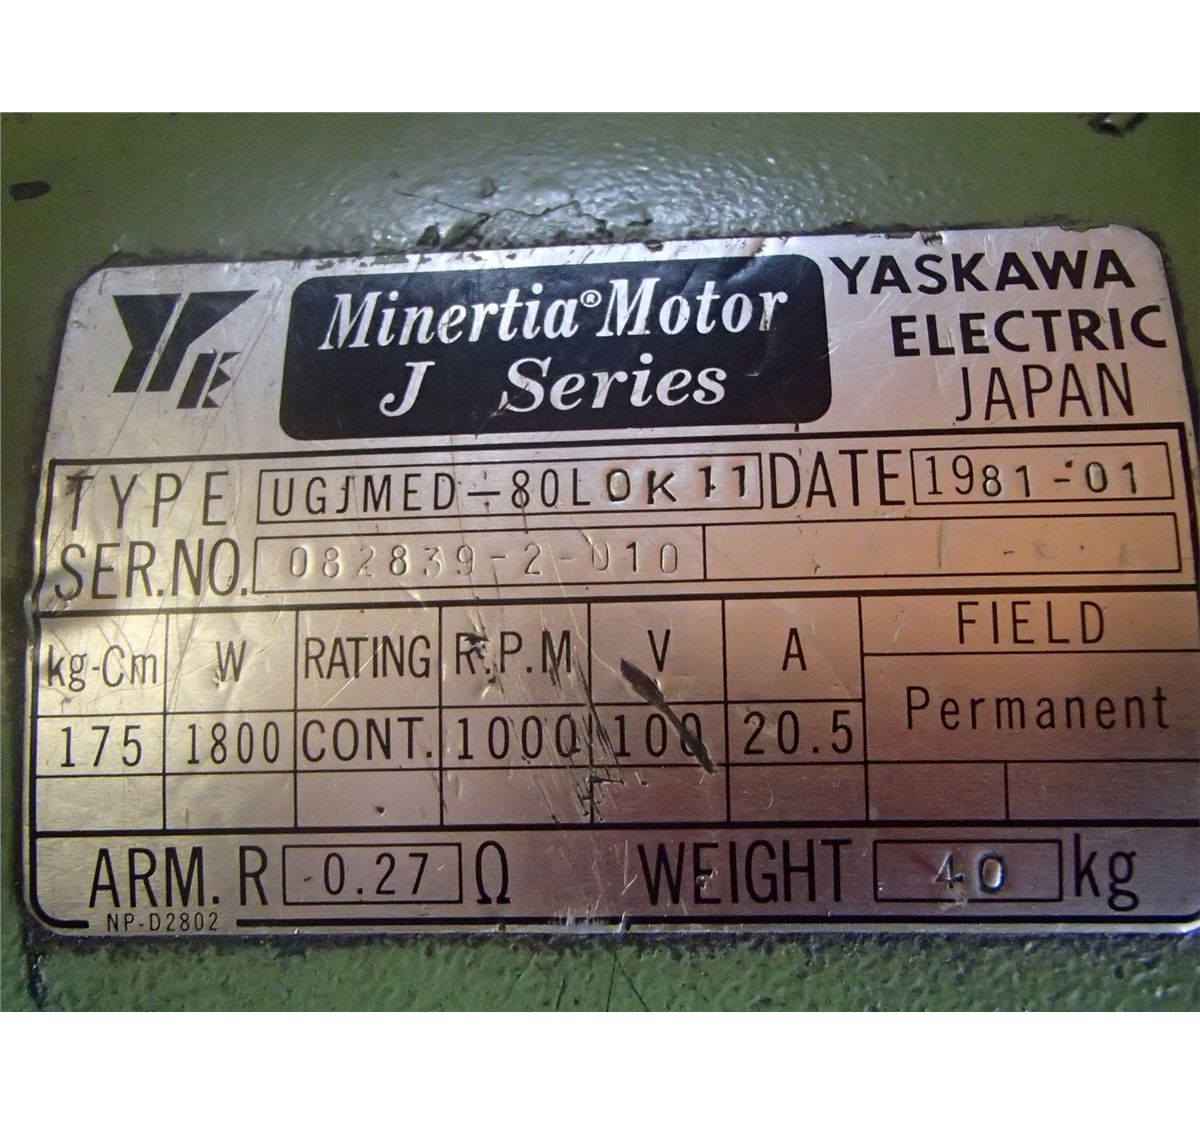 Minertia® Motor
J Series
YASKAWA
ELECTRIC
JAPAN
TYPE UGJMED-80LOK11 DATE 1981-01
SER.NO. 082839-2-010
kg-Cm W RATING R.P.M V A FIELD
Permanent
175 1800 CONT. 1000 100 20.5
ARM. R 0.27 Ω WEIGHT 40 kg
NP-D2802